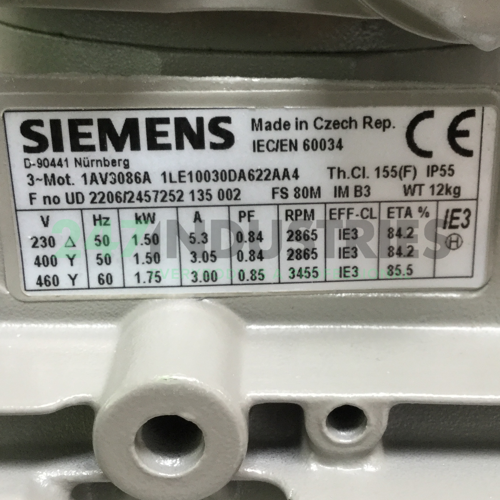 SIEMENS
Made in Czech Rep.
IEC/EN 60034
CE
D-90441 Nürnberg
3~Mot. 1AV3086A 1LE10030DA622AA4 Th.Cl. 155(F) IP55
F no UD 2206/2457252 135 002 FS 80M IM B3 WT 12kg
V Hz kW A PF RPM EFF-CL ETA %
230 Δ 50 1.50 5.3 0.84 2865 IE3 84.2
400 Y 50 1.50 3.05 0.84 2865 IE3 84.2
460 Y 60 1.75 3.00 0.85 3455 IE3 85.5
IE3
H
247 INDUSTRIES